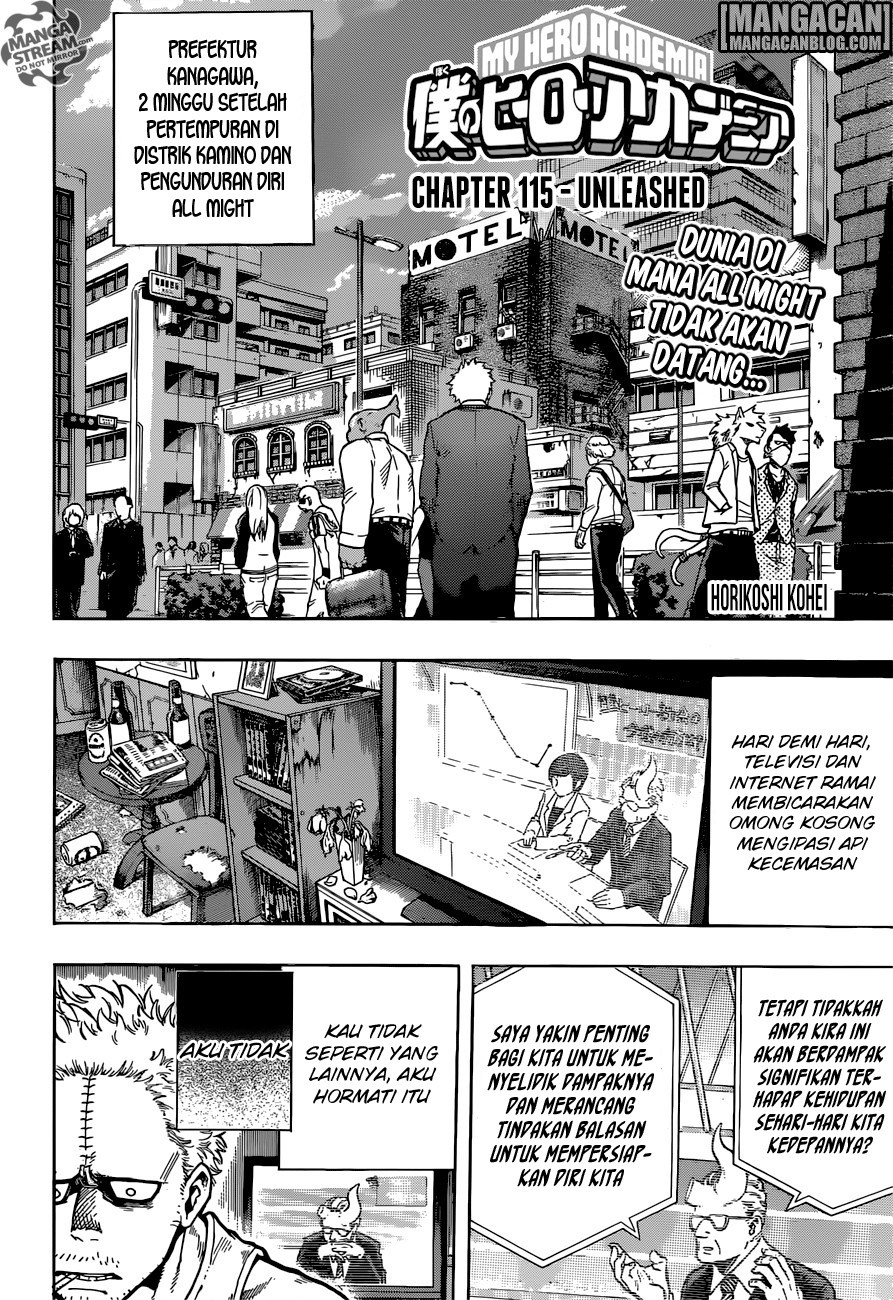 MANGA
STREAM.COM
DO NOT MIRROR
[MANGACAN]
MANGACANBLOG.COM
PREFEKTUR
KANAGAWA,
2 MINGGU SETELAH
PERTEMPURAN DI
DISTRIK KAMINO DAN
PENGUNDURAN DIRI
ALL MIGHT
MY HERO ACADEMIA
僕のヒーローアカデミア
CHAPTER 115 - UNLEASHED
MOTEL
MOTEL
DUNIA DI
MANA ALL MIGHT
TIDAK AKAN
DATANG...
HORIKOSHI KOHEI
HARI DEMI HARI,
TELEVISI DAN
INTERNET RAMAI
MEMBICARAKAN
OMONG KOSONG
MENGIPASI API
KECEMASAN
TETAPI TIDAKKAH
ANDA KIRA INI
AKAN BERDAMPAK
SIGNIFIKAN TER-
HADAP KEHIDUPAN
SEHARI-HARI KITA
KEDEPANNYA?
SAYA YAKIN PENTING
BAGI KITA UNTUK ME-
NYELIDIK DAMPAKNYA
DAN MERANCANG
TINDAKAN BALASAN
UNTUK MEMPERSIAP-
KAN DIRI KITA
KAU TIDAK
SEPERTI YANG
LAINNYA, AKU
HORMATI ITU
AKU TIDAK